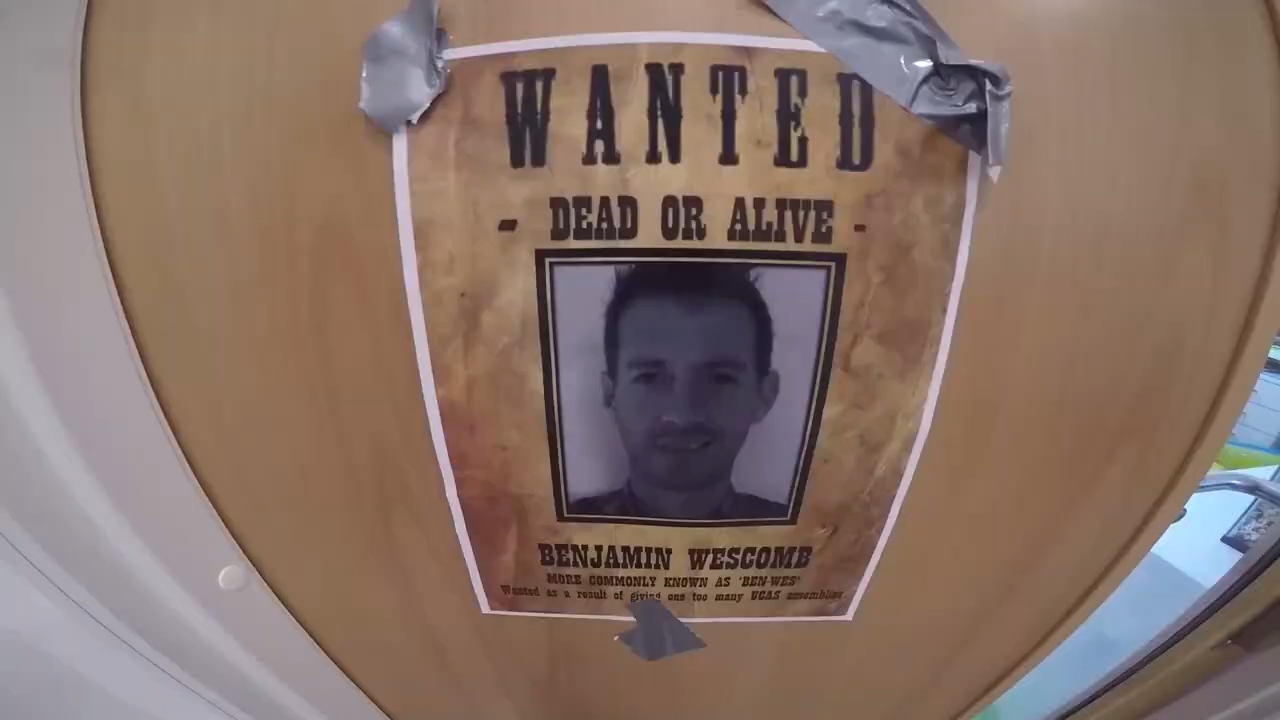 WANTED
- DEAD OR ALIVE -
BENJAMIN WESCOMB
MORE COMMONLY KNOWN AS 'BEN-WES'
Wanted as a result of giving one too many UCAS assemblies